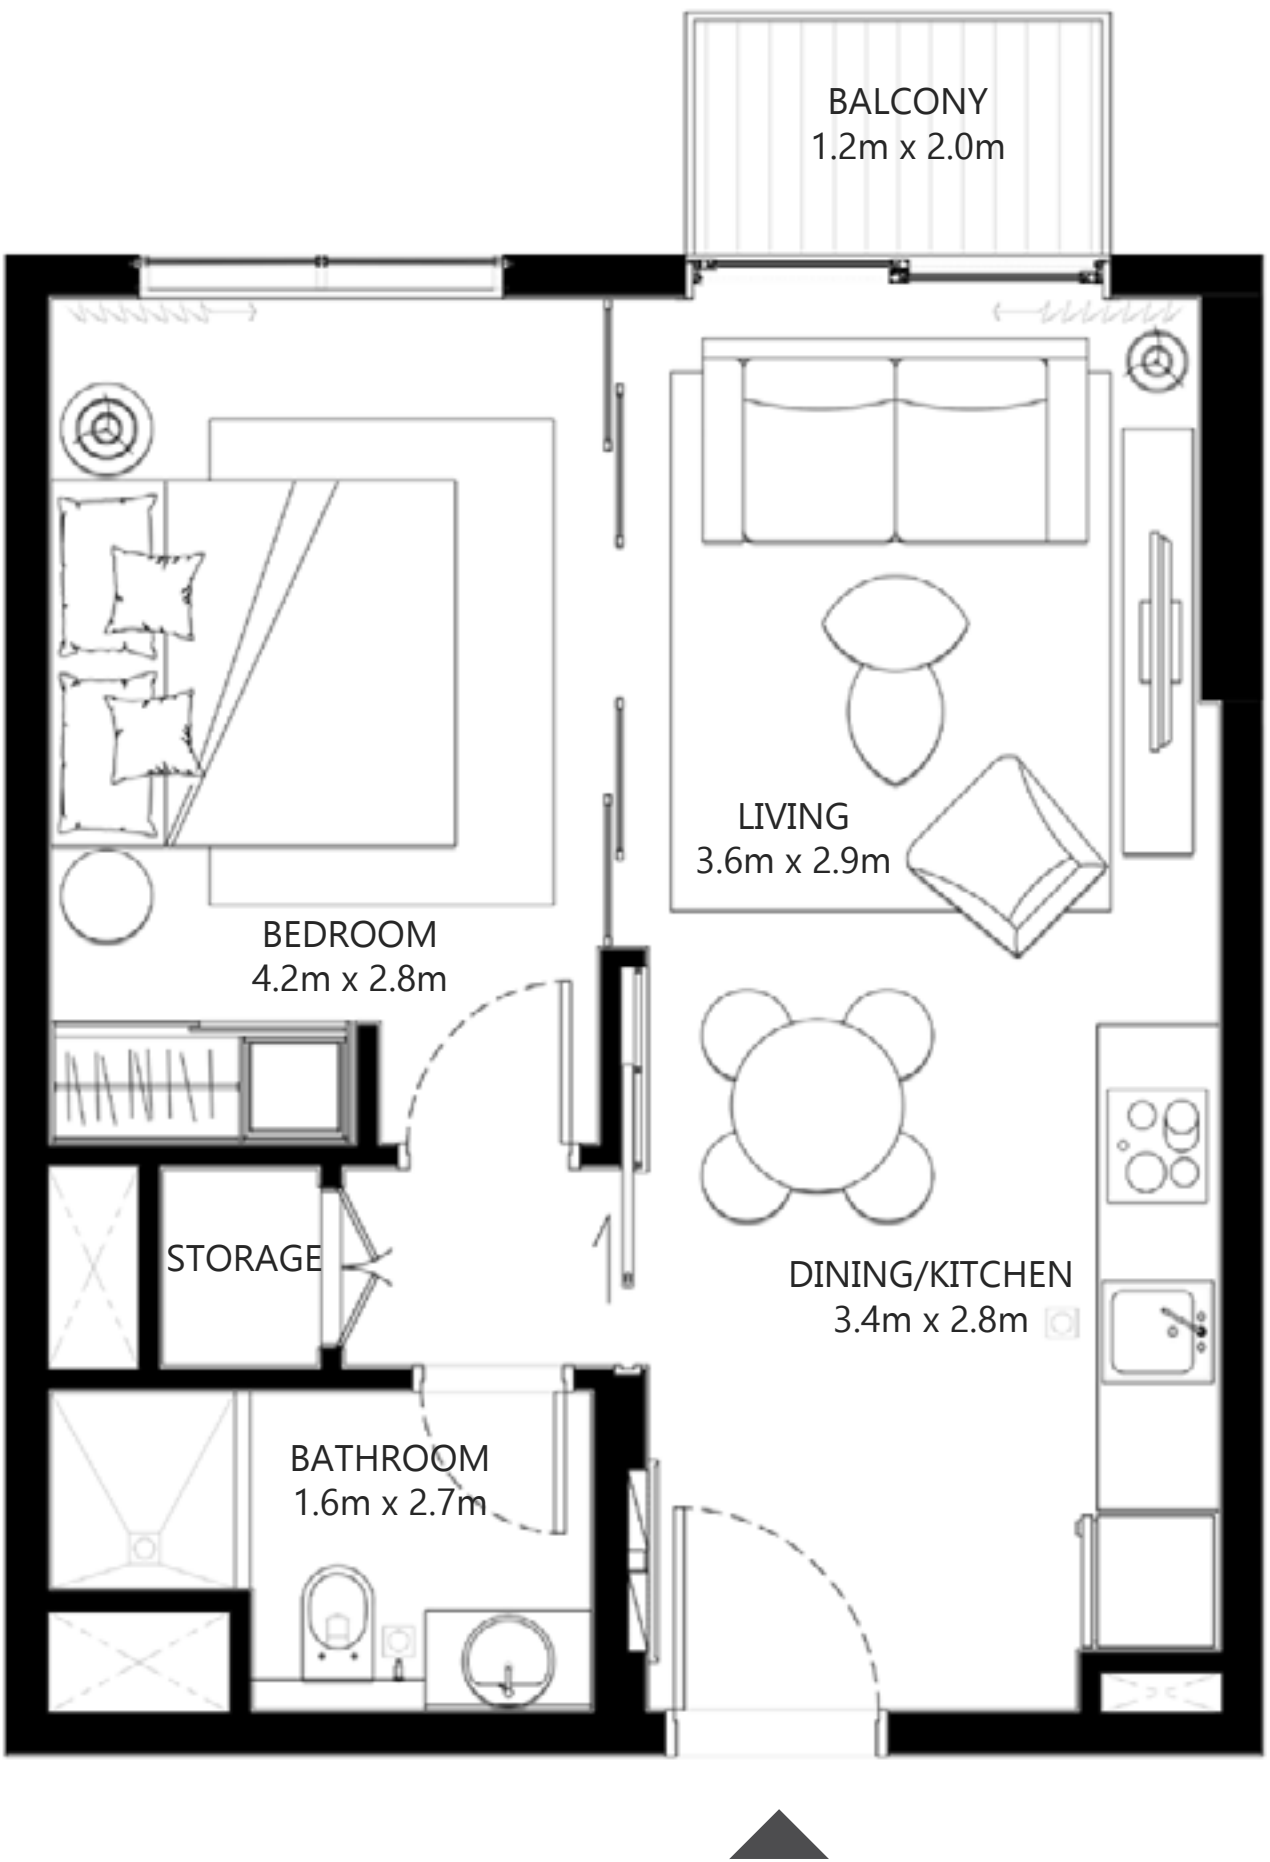 BALCONY
1.2m x 2.0m
LIVING
3.6m x 2.9m
BEDROOM
4.2m x 2.8m
STORAGE
DINING/KITCHEN
3.4m x 2.8m
BATHROOM
1.6m x 2.7m